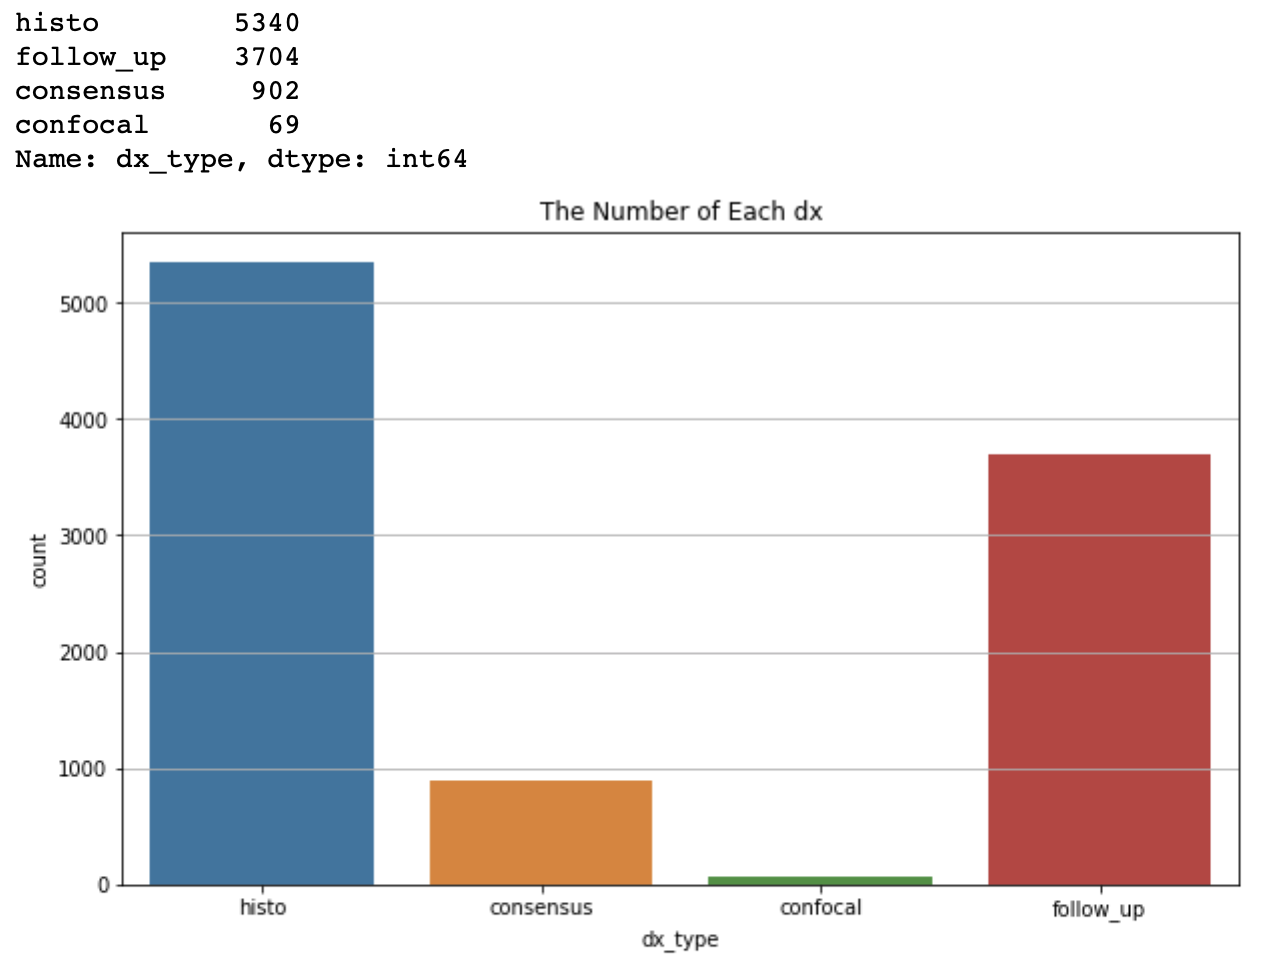 histo 5340
follow_up 3704
consensus 902
confocal 69
Name: dx_type, dtype: int64
The Number of Each dx
5000
4000
3000
2000
1000
0
count
histo consensus confocal follow_up
dx_type